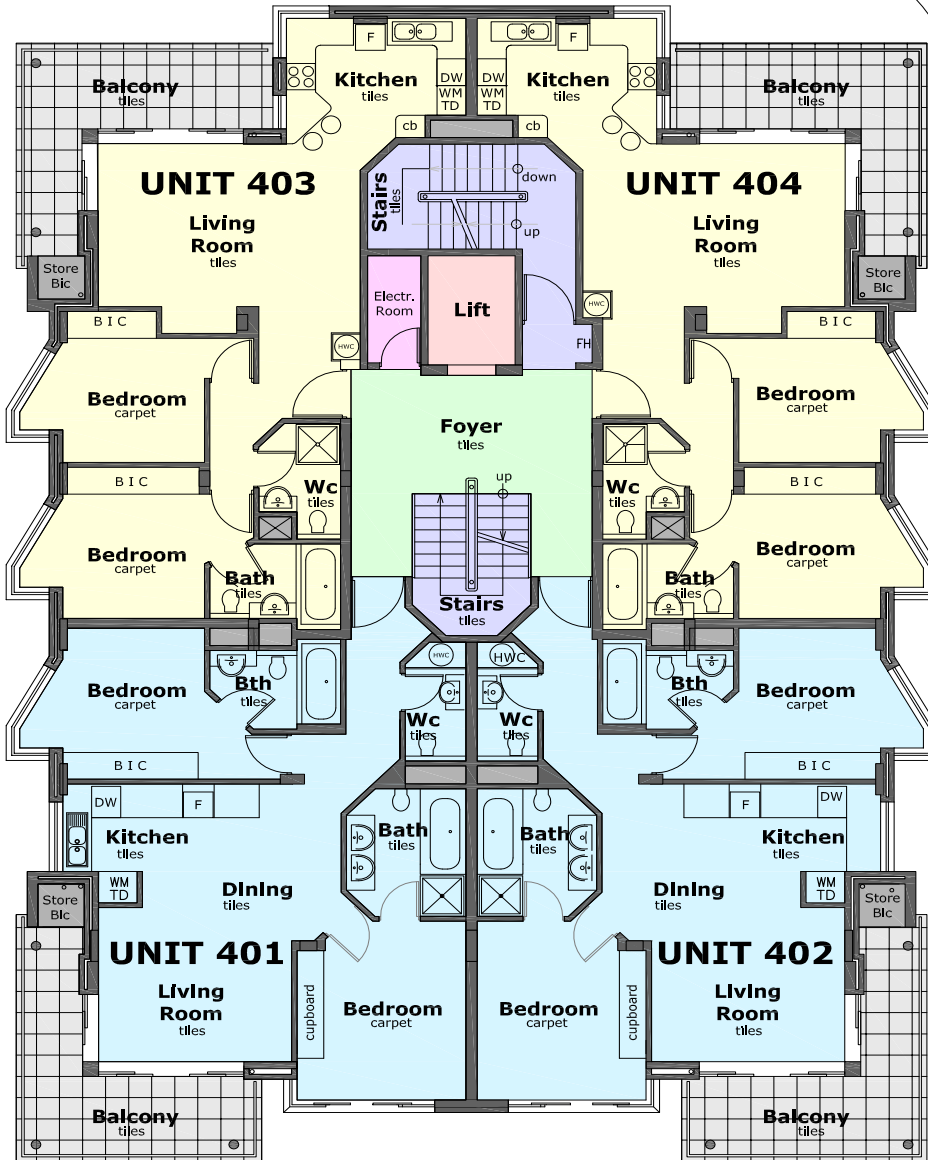 F
F
Kitchen
tiles
DW
WM
TD
DW
WM
TD
Kitchen
tiles
Balcony
tiles
Balcony
tiles
cb
cb
UNIT 403
Living
Room
tiles
Stairs
tiles
down
up
UNIT 404
Living
Room
tiles
Store
Bic
Electr.
Room
Lift
HWC
FH
Store
Bic
B I C
HWC
B I C
Bedroom
carpet
Bedroom
carpet
Foyer
tiles
up
B I C
Wc
tiles
Wc
tiles
B I C
Bedroom
carpet
Bath
tiles
Stairs
tiles
Bath
tiles
Bedroom
carpet
HWC
HWC
Bedroom
carpet
Bth
tiles
Wc
tiles
Wc
tiles
Bth
tiles
Bedroom
carpet
B I C
B I C
DW
F
Kitchen
tiles
F
DW
Kitchen
tiles
Bath
tiles
Bath
tiles
WM
TD
Dining
tiles
Dining
tiles
WM
TD
Store
Bic
Store
Bic
UNIT 401
Living
Room
tiles
cupboard
Bedroom
carpet
Bedroom
carpet
cupboard
UNIT 402
Living
Room
tiles
Balcony
tiles
Balcony
tiles